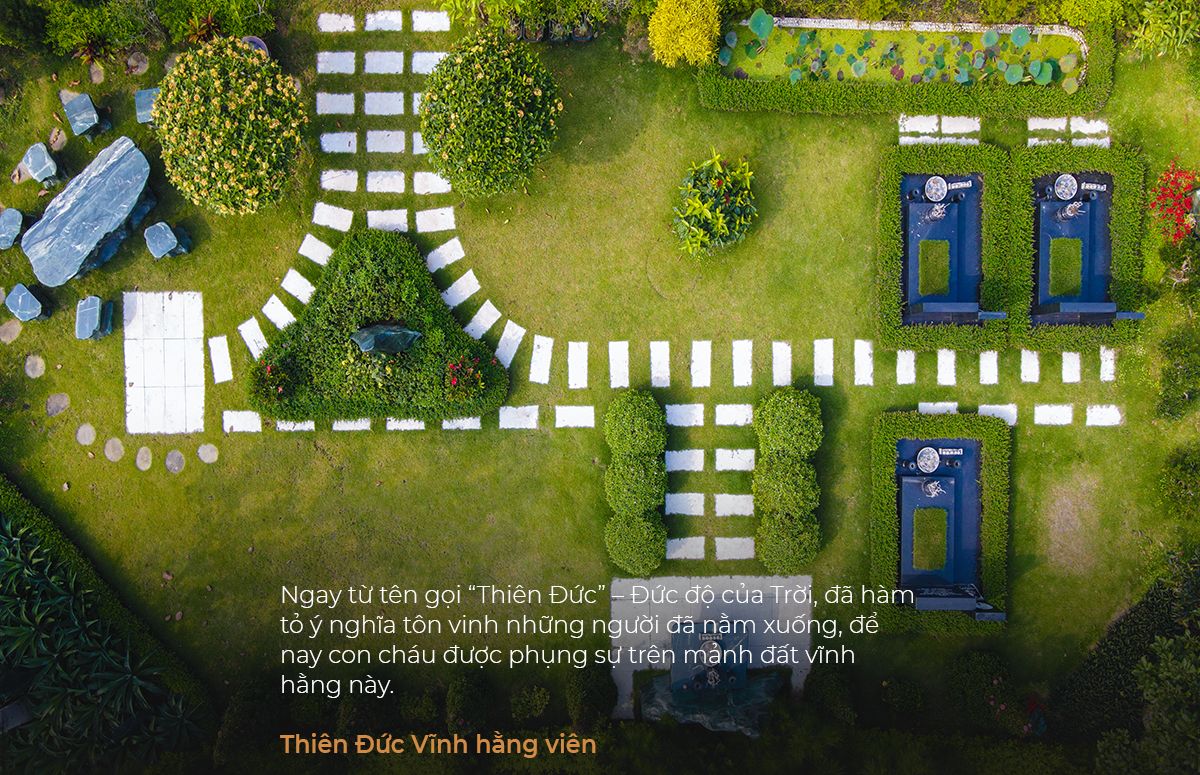 Ngay từ tên gọi “Thiên Đức” – Đức độ của Trời, đã hàm
tỏ ý nghĩa tôn vinh những người đã nằm xuống, để
nay con cháu được phụng sự trên mảnh đất vĩnh
hằng này.
Thiên Đức Vĩnh hằng viên